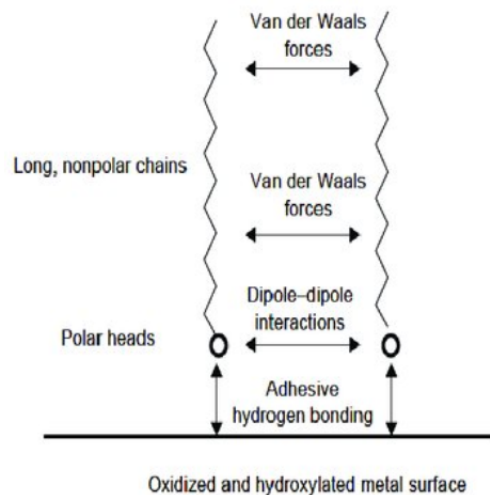 Van der Waals
forces
Long, nonpolar chains
Van der Waals
forces
Dipole–dipole
interactions
Polar heads
Adhesive
hydrogen bonding
Oxidized and hydroxylated metal surface